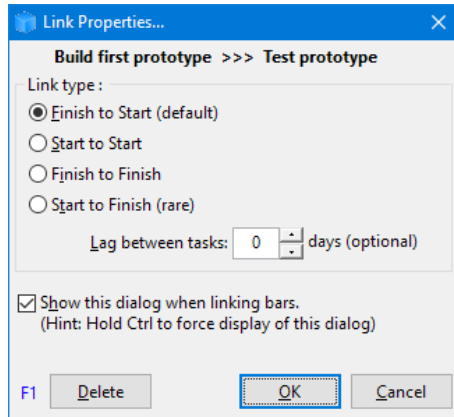 Link Properties...
Build first prototype >>> Test prototype
Link type :
Finish to Start (default)
Start to Start
Finish to Finish
Start to Finish (rare)
Lag between tasks: 0 days (optional)
Show this dialog when linking bars.
(Hint: Hold Ctrl to force display of this dialog)
F1 Delete OK Cancel